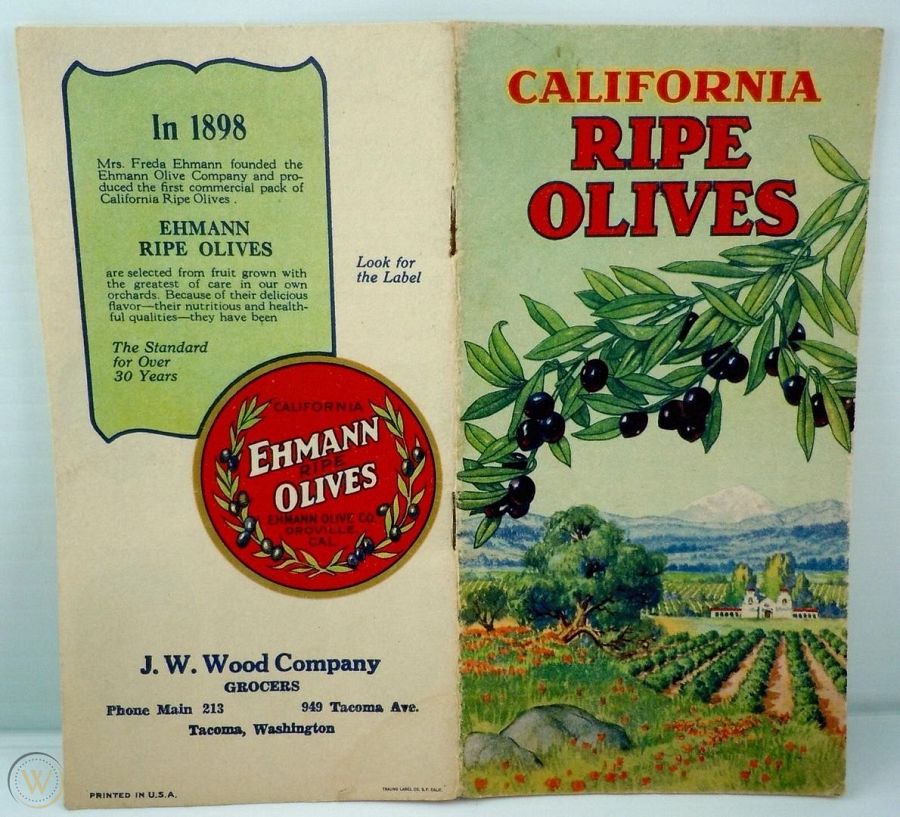 In 1898
Mrs. Freda Ehmann founded the
Ehmann Olive Company and pro-
duced the first commercial pack of
California Ripe Olives.
EHMANN
RIPE OLIVES
are selected from fruit grown with
the greatest of care in our own
orchards. Because of their delicious
flavor—their nutritious and health-
ful qualities—they have been
The Standard
for Over
30 Years
Look for
the Label
CALIFORNIA
EHMANN
RIPE
OLIVES
EHMANN OLIVE CO.
OROVILLE
CAL.
J. W. Wood Company
GROCERS
Phone Main 213 949 Tacoma Ave.
Tacoma, Washington
PRINTED IN U.S.A.
W
CALIFORNIA
RIPE
OLIVES